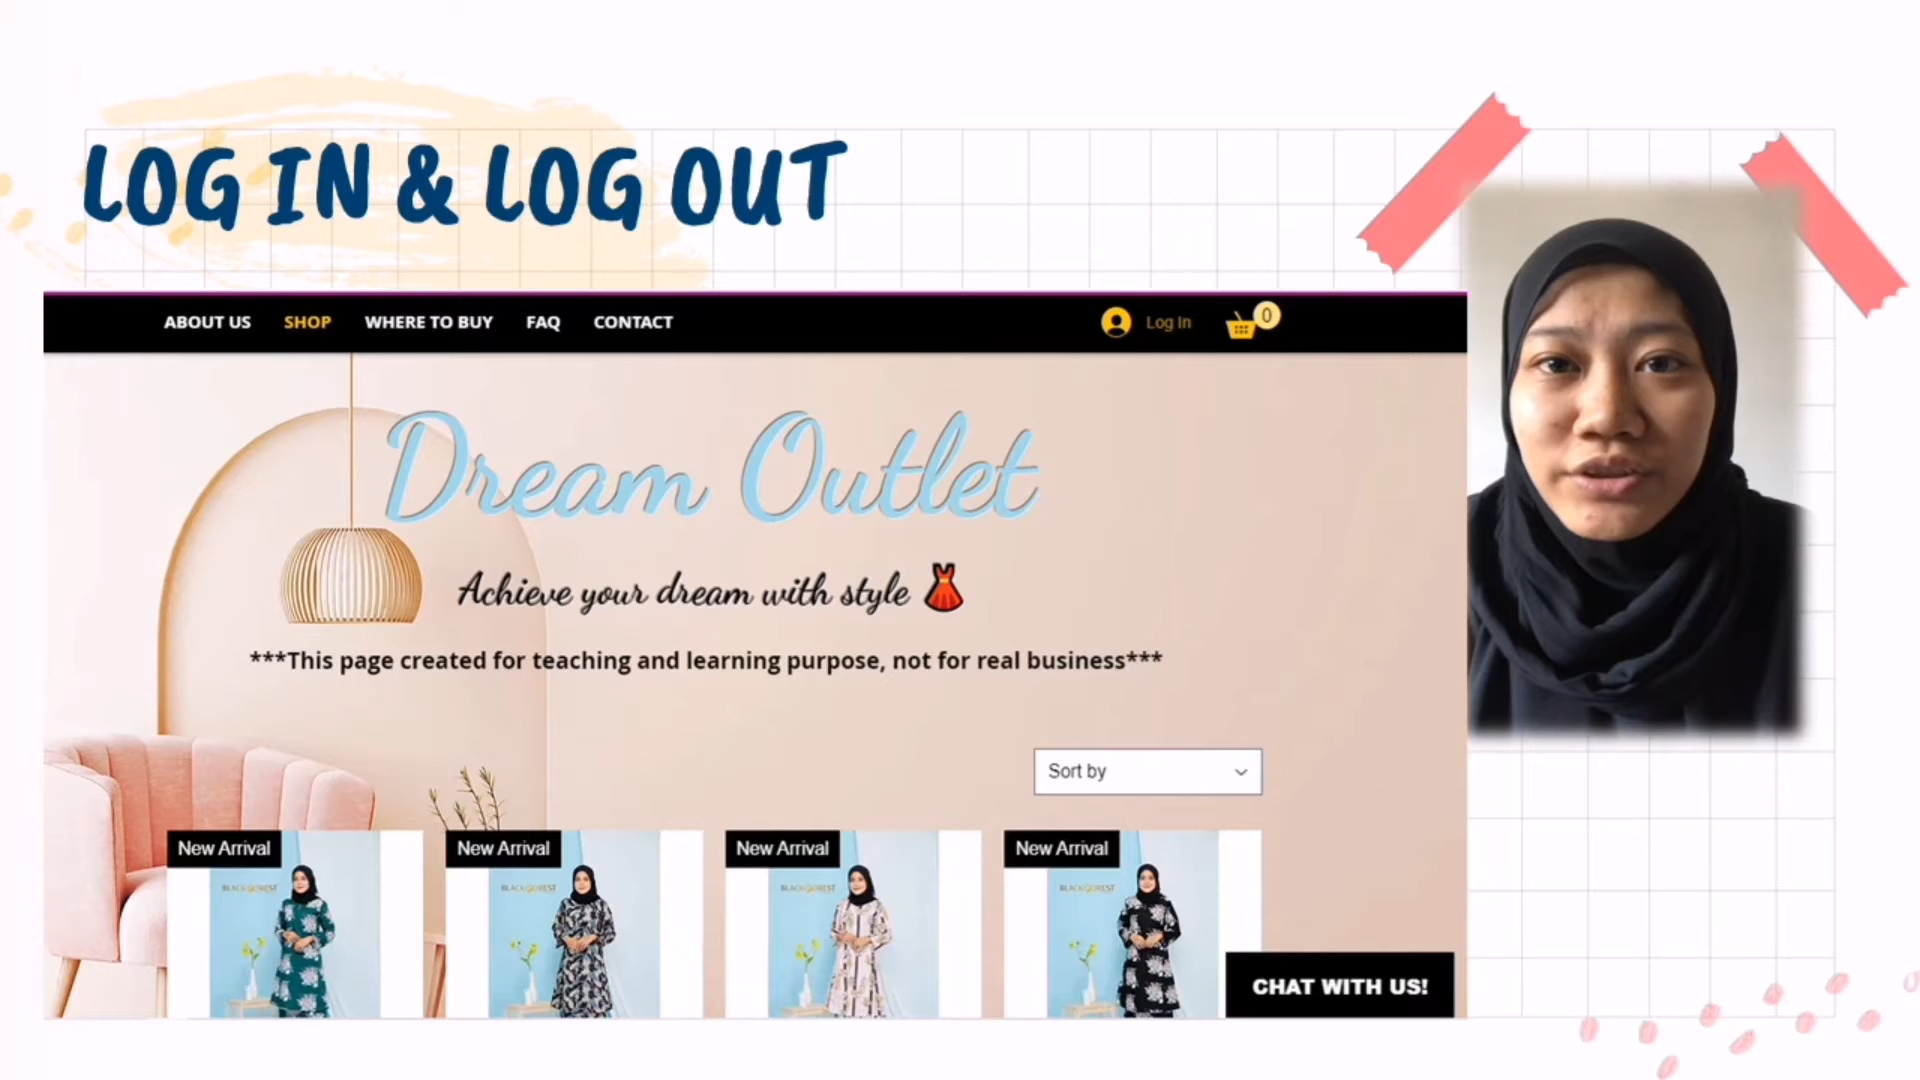 LOG IN & LOG OUT
ABOUT US SHOP WHERE TO BUY FAQ CONTACT Log In 0
Dream Outlet
Achieve your dream with style
***This page created for teaching and learning purpose, not for real business***
Sort by
New Arrival New Arrival New Arrival New Arrival
CHAT WITH US!